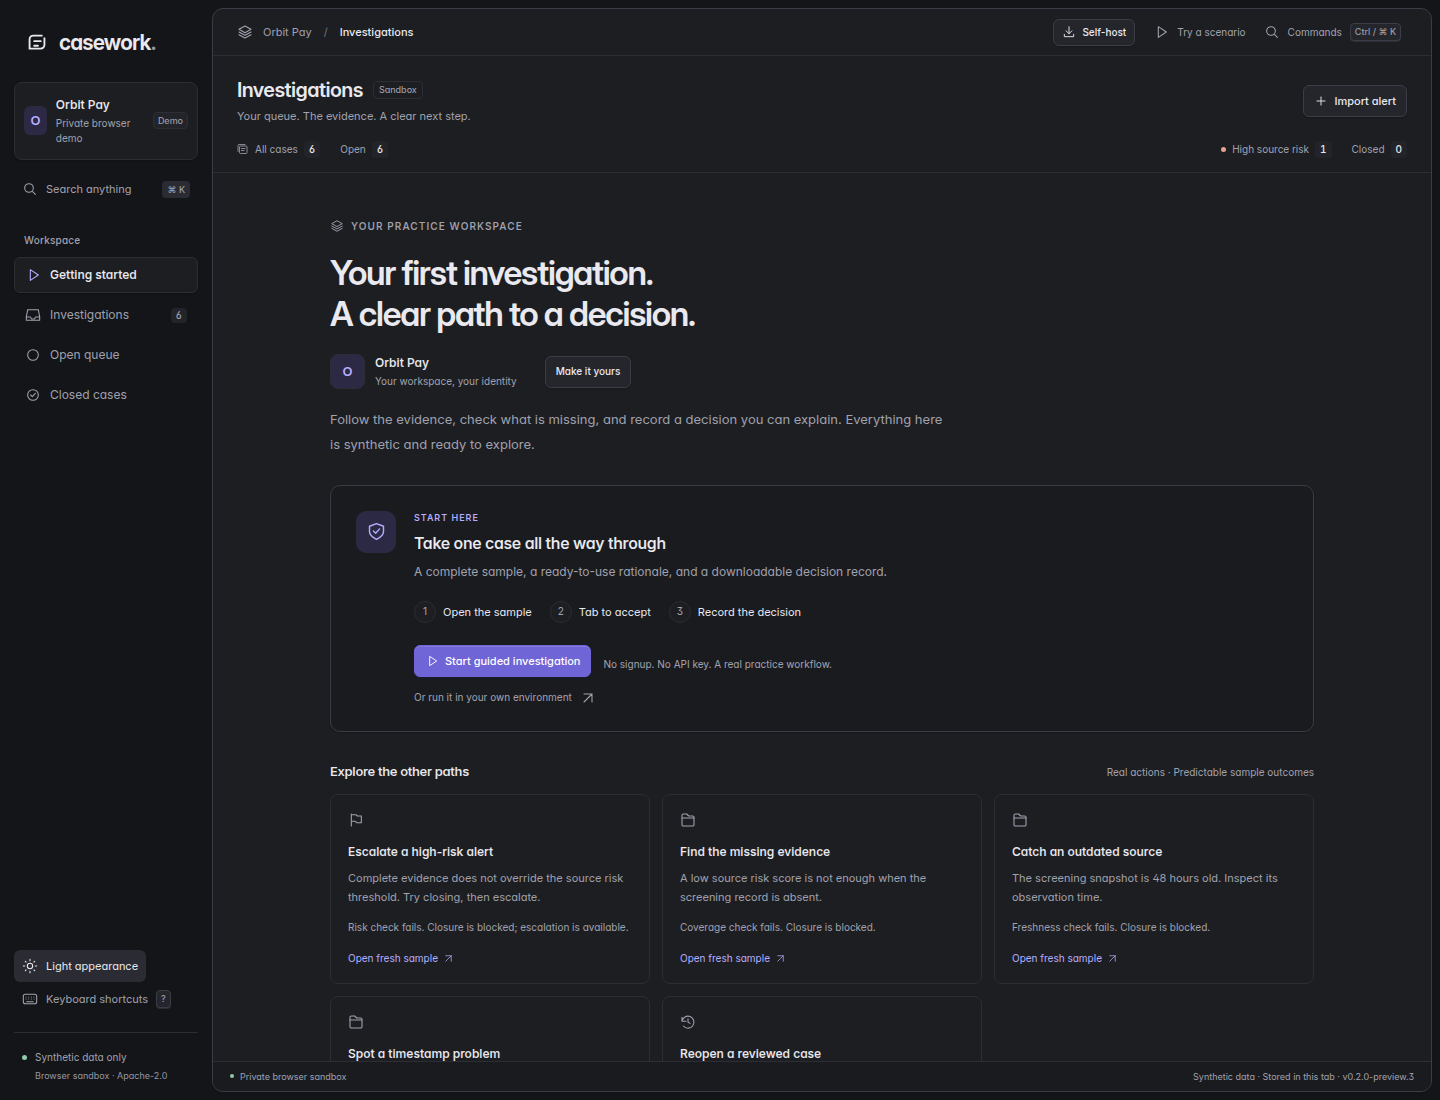 casework.
O
Orbit Pay
Private browser
demo
Demo
Search anything
⌘ K
Workspace
Getting started
Investigations
6
Open queue
Closed cases
Light appearance
Keyboard shortcuts
?
Synthetic data only
Browser sandbox · Apache-2.0
Orbit Pay / Investigations
Self-host
Try a scenario
Commands
Ctrl / ⌘ K
Investigations
Sandbox
Your queue. The evidence. A clear next step.
Import alert
All cases 6
Open 6
High source risk 1
Closed 0
YOUR PRACTICE WORKSPACE
Your first investigation.
A clear path to a decision.
O
Orbit Pay
Your workspace, your identity
Make it yours
Follow the evidence, check what is missing, and record a decision you can explain. Everything here
is synthetic and ready to explore.
START HERE
Take one case all the way through
A complete sample, a ready-to-use rationale, and a downloadable decision record.
1 Open the sample
2 Tab to accept
3 Record the decision
Start guided investigation
No signup. No API key. A real practice workflow.
Or run it in your own environment
Explore the other paths
Real actions · Predictable sample outcomes
Escalate a high-risk alert
Complete evidence does not override the source risk
threshold. Try closing, then escalate.
Risk check fails. Closure is blocked; escalation is available.
Open fresh sample
Find the missing evidence
A low source risk score is not enough when the
screening record is absent.
Coverage check fails. Closure is blocked.
Open fresh sample
Catch an outdated source
The screening snapshot is 48 hours old. Inspect its
observation time.
Freshness check fails. Closure is blocked.
Open fresh sample
Spot a timestamp problem
Reopen a reviewed case
Private browser sandbox
Synthetic data · Stored in this tab · v0.2.0-preview.3